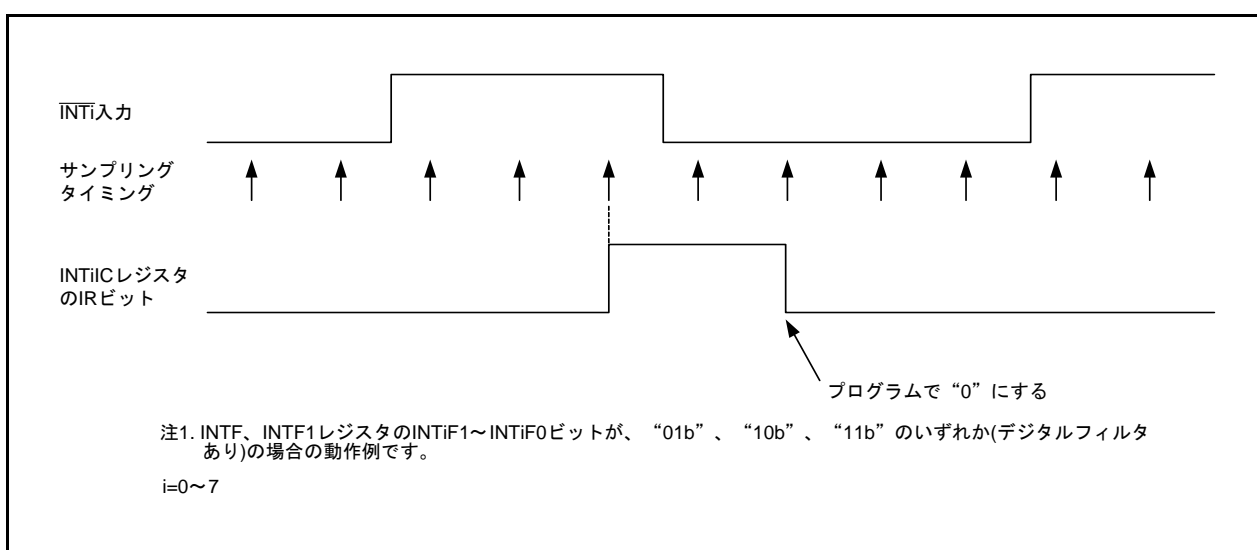 INTi入力
サンプリング
タイミング
INTiICレジスタ
のIRビット
プログラムで“0”にする
注1. INTF、INTF1レジスタのINTiF1～INTiF0ビットが、“01b”、“10b”、“11b”のいずれか(デジタルフィルタ
あり)の場合の動作例です。
i=0～7